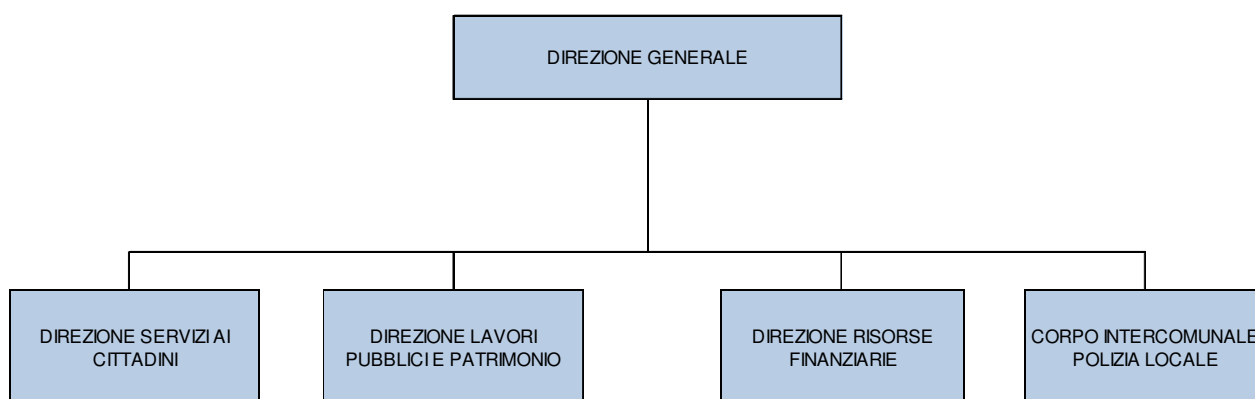 DIREZIONE GENERALE
DIREZIONE SERVIZI AI
CITTADINI
DIREZIONE LAVORI
PUBBLICI E PATRIMONIO
DIREZIONE RISORSE
FINANZIARIE
CORPO INTERCOMUNALE
POLIZIA LOCALE